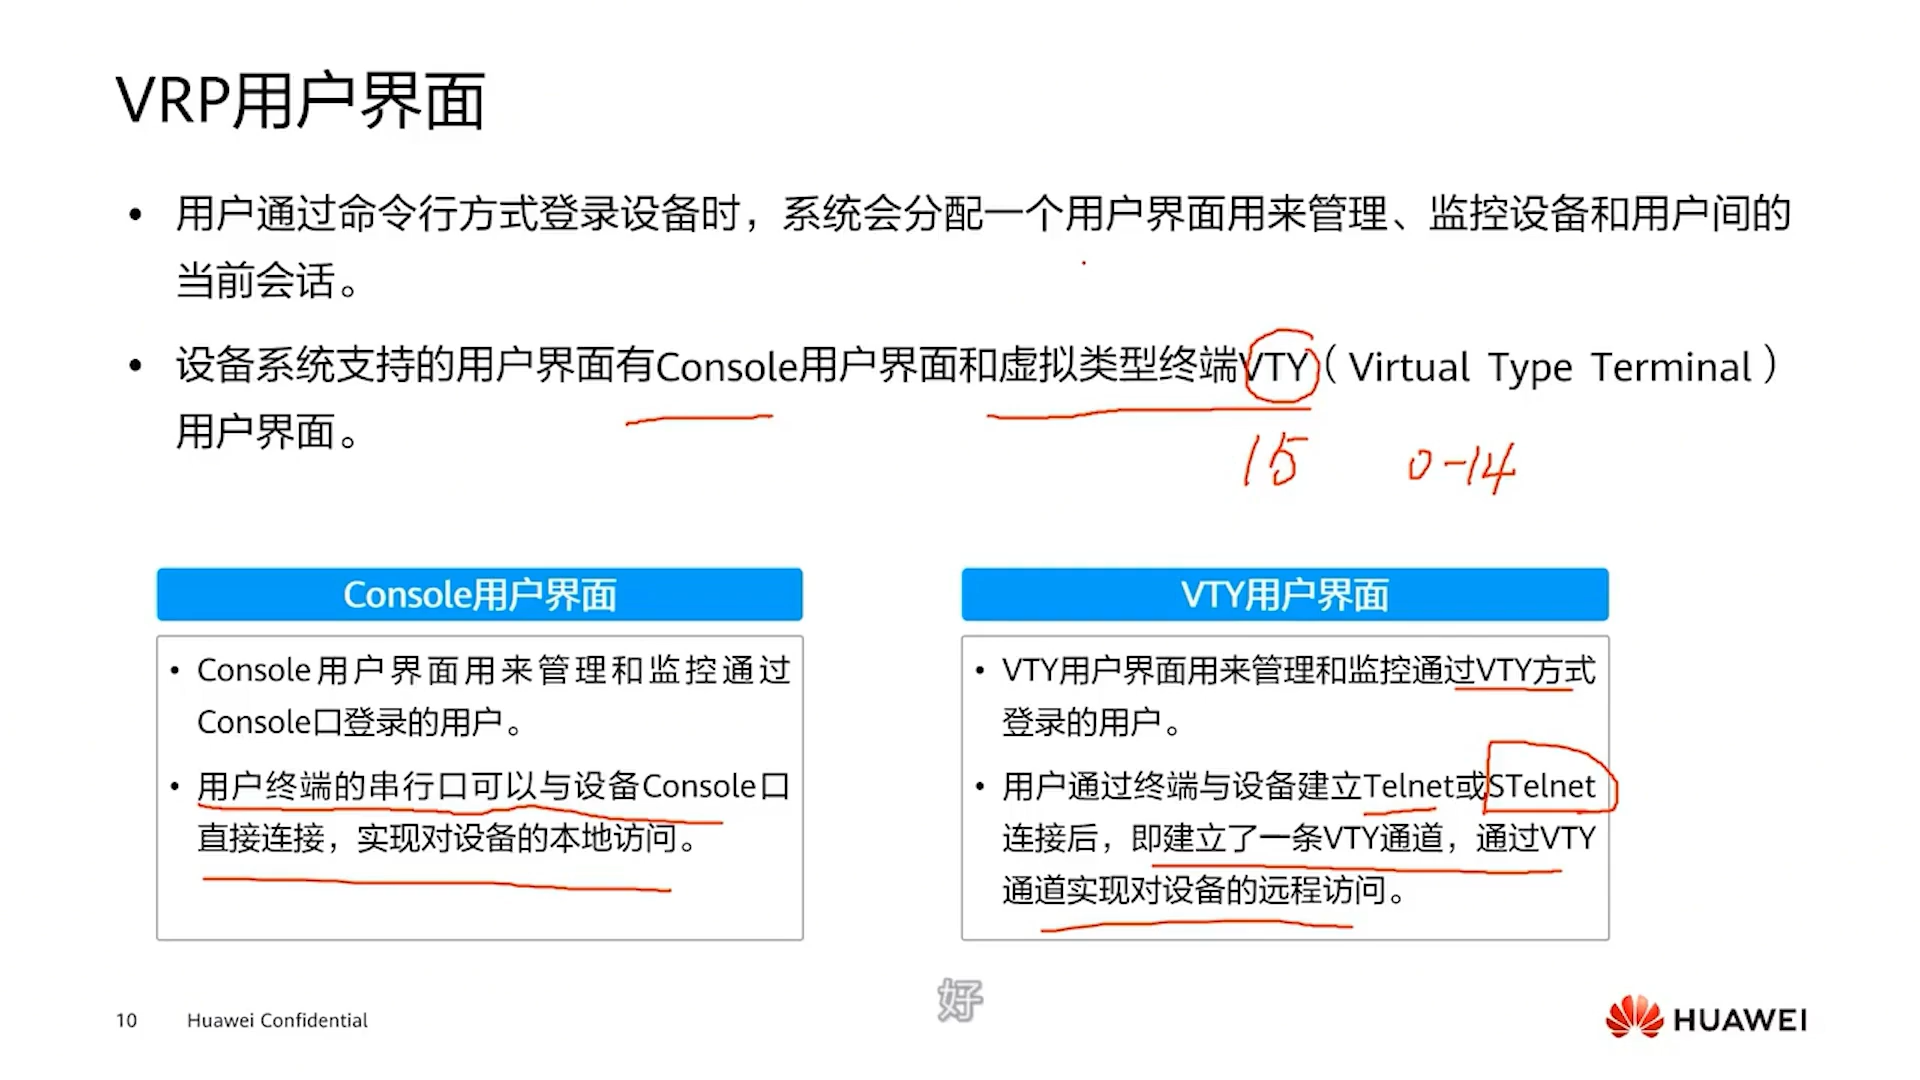 VRP用户界面
• 用户通过命令行方式登录设备时，系统会分配一个用户界面用来管理、监控设备和用户间的
当前会话。
• 设备系统支持的用户界面有Console用户界面和虚拟类型终端VTY（Virtual Type Terminal）
用户界面。
15 0-14
Console用户界面
• Console用户界面用来管理和监控通过
Console口登录的用户。
• 用户终端的串行口可以与设备Console口
直接连接，实现对设备的本地访问。
VTY用户界面
• VTY用户界面用来管理和监控通过VTY方式
登录的用户。
• 用户通过终端与设备建立Telnet或STelnet
连接后，即建立了一条VTY通道，通过VTY
通道实现对设备的远程访问。
好
10 Huawei Confidential
HUAWEI